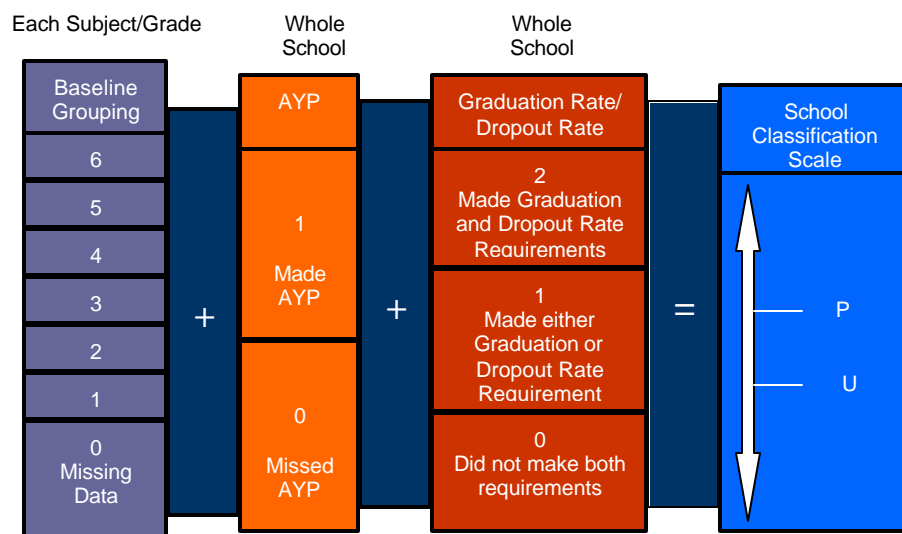 Each Subject/Grade
Whole
School
Whole
School
Baseline
Grouping
6
5
4
3
2
1
0
Missing
Data
+
AYP
1
Made
AYP
0
Missed
AYP
+
Graduation Rate/
Dropout Rate
2
Made Graduation
and Dropout Rate
Requirements
1
Made either
Graduation or
Dropout Rate
Requirement
0
Did not make both
requirements
=
School
Classification
Scale
P
U